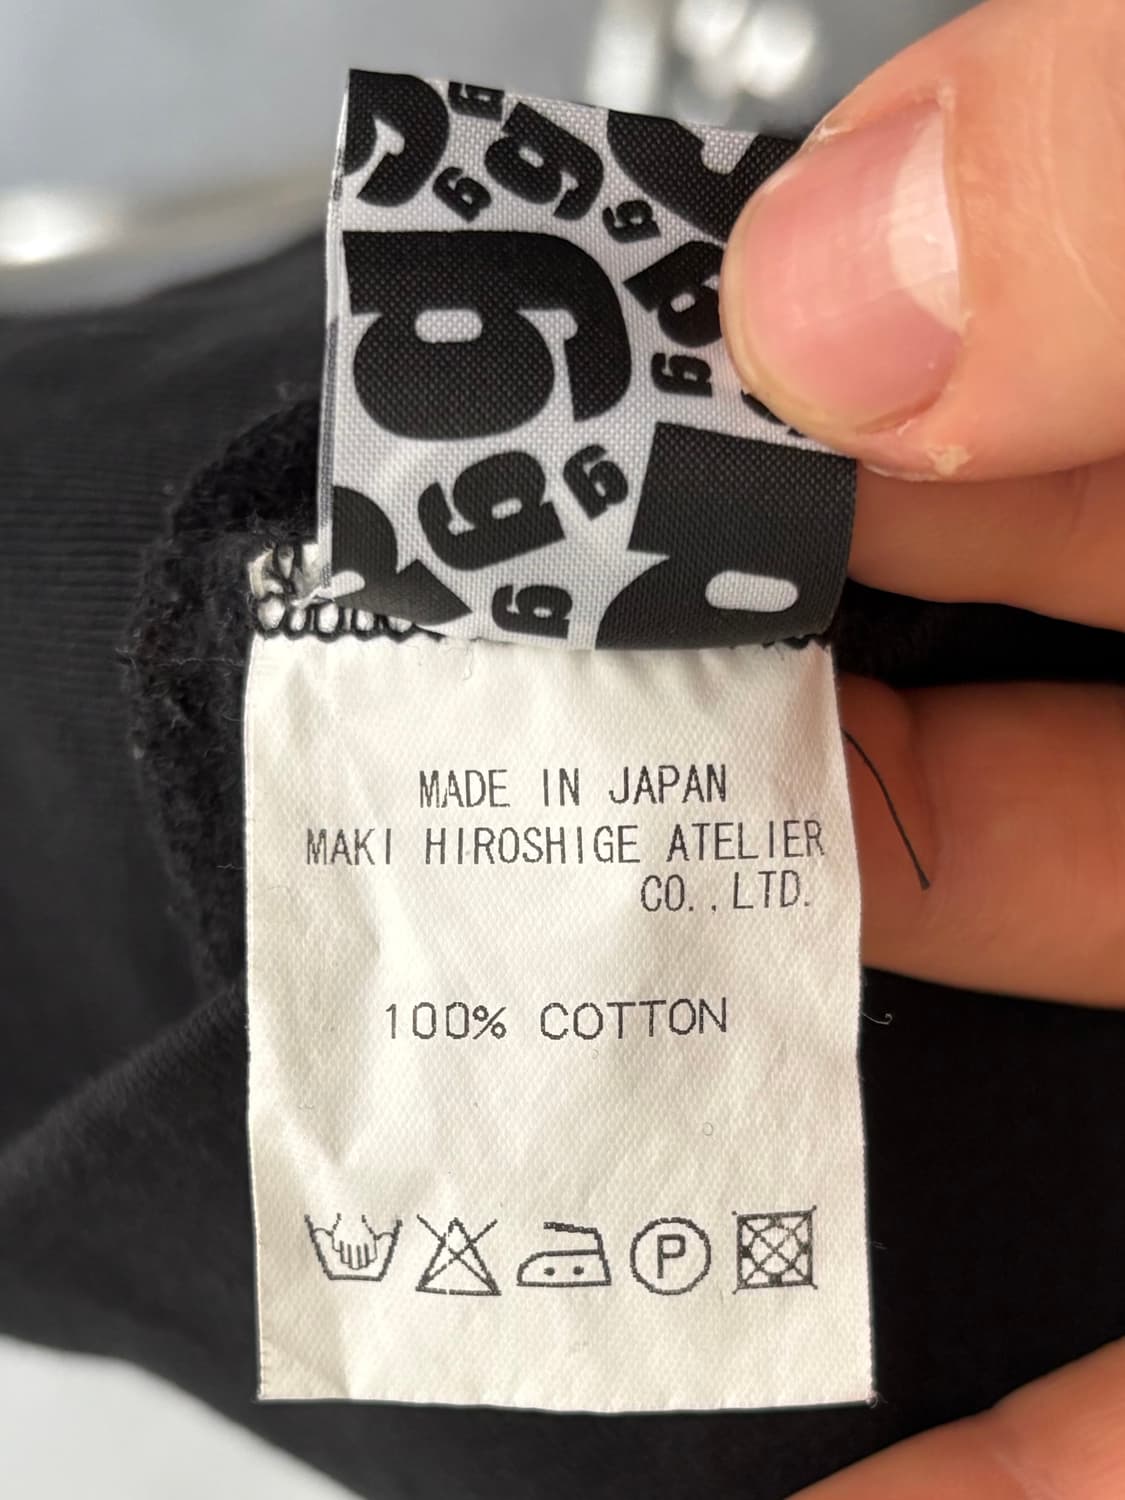 g g g g
g g
g g
g
g g
g
MADE IN JAPAN
MAKI HIROSHIGE ATELIER
CO.,LTD.
100% COTTON
P